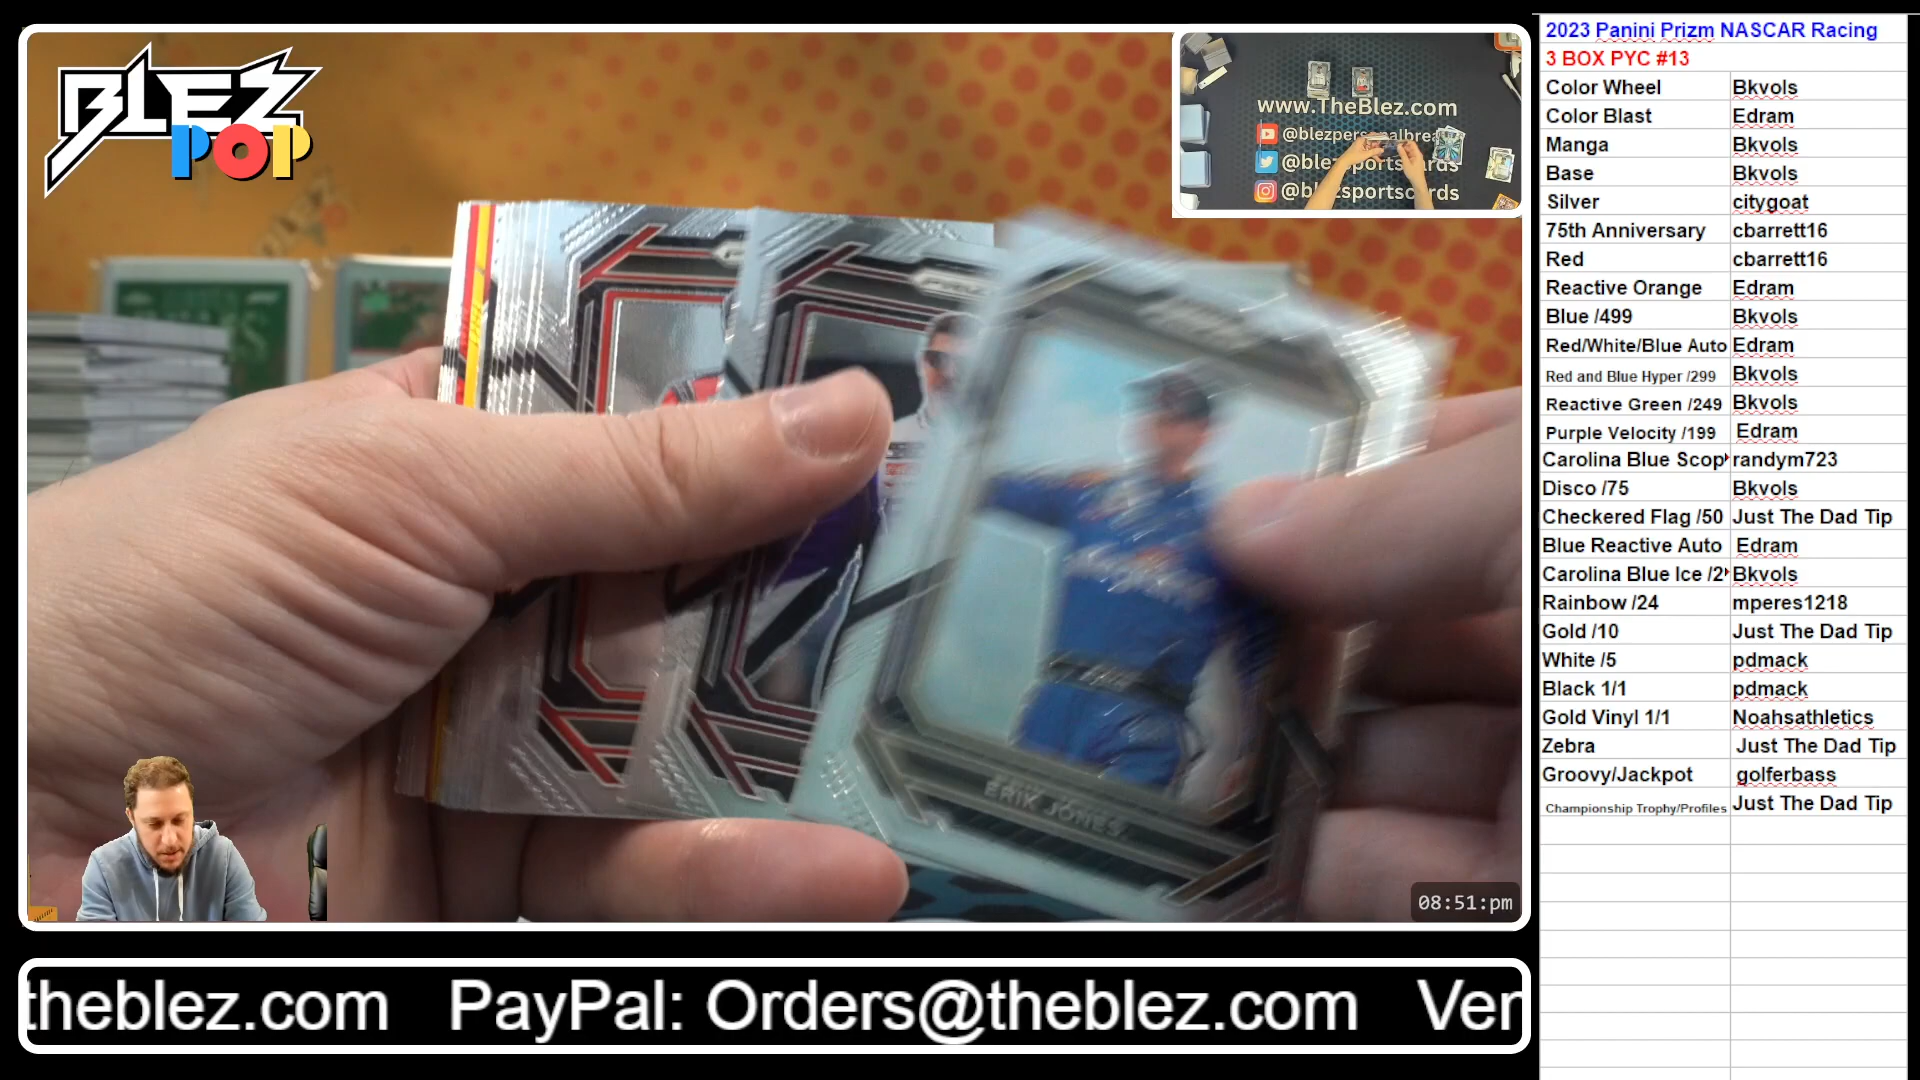 BLEZ
POP
www.TheBlez.com
@blezpersonalbrea
@blezsportscards
@blezsportscards
ERIK JONES
08:51:pm
theblez.com PayPal: Orders@theblez.com Ven
2023 Panini Prizm NASCAR Racing
3 BOX PYC #13
Color Wheel Bkvols
Color Blast Edram
Manga Bkvols
Base Bkvols
Silver citygoat
75th Anniversary cbarrett16
Red cbarrett16
Reactive Orange Edram
Blue /499 Bkvols
Red/White/Blue Auto Edram
Red and Blue Hyper /299 Bkvols
Reactive Green /249 Bkvols
Purple Velocity /199 Edram
Carolina Blue Scop randym723
Disco /75 Bkvols
Checkered Flag /50 Just The Dad Tip
Blue Reactive Auto Edram
Carolina Blue Ice /2 Bkvols
Rainbow /24 mperes1218
Gold /10 Just The Dad Tip
White /5 pdmack
Black 1/1 pdmack
Gold Vinyl 1/1 Noahsathletics
Zebra Just The Dad Tip
Groovy/Jackpot golferbass
Championship Trophy/Profiles Just The Dad Tip